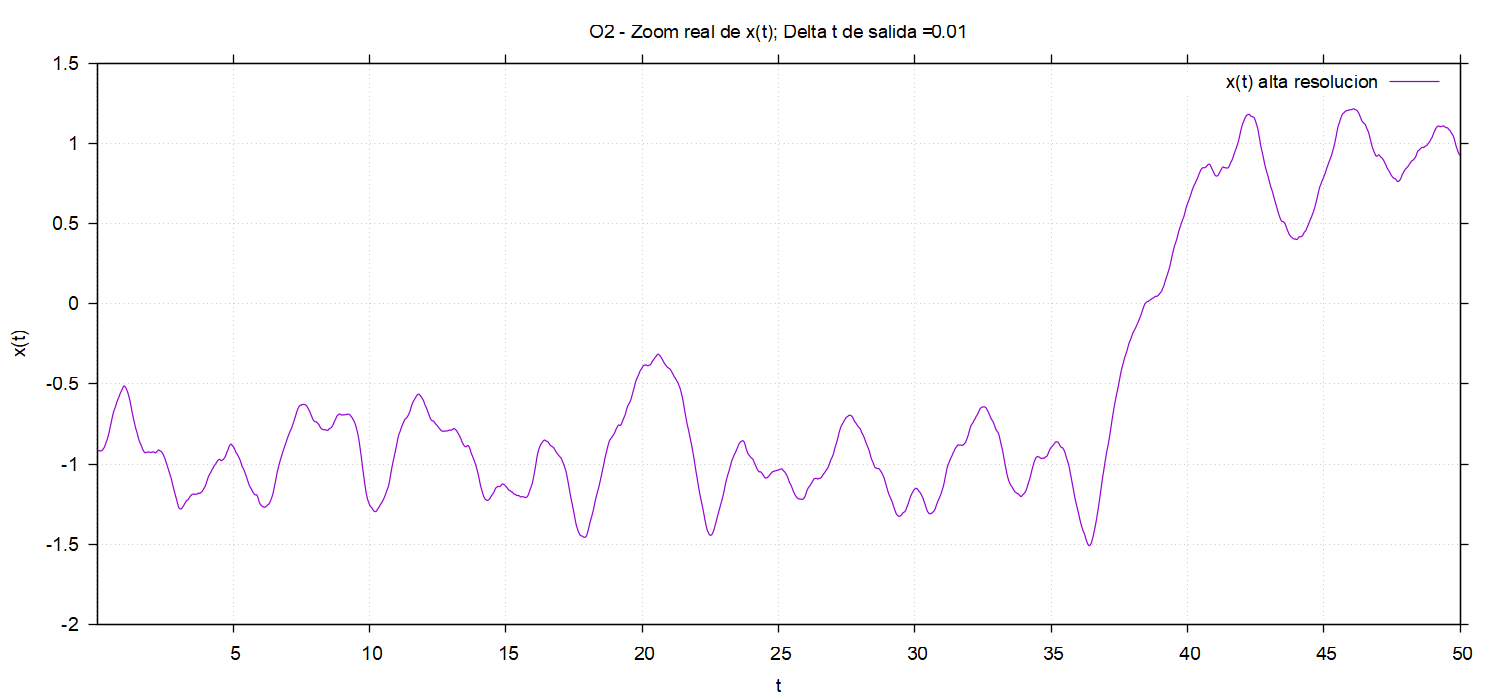 O2 - Zoom real de x(t); Delta t de salida =0.01
x(t) alta resolucion
1.5
1
0.5
0
-0.5
-1
-1.5
-2
x(t)
5 10 15 20 25 30 35 40 45 50
t